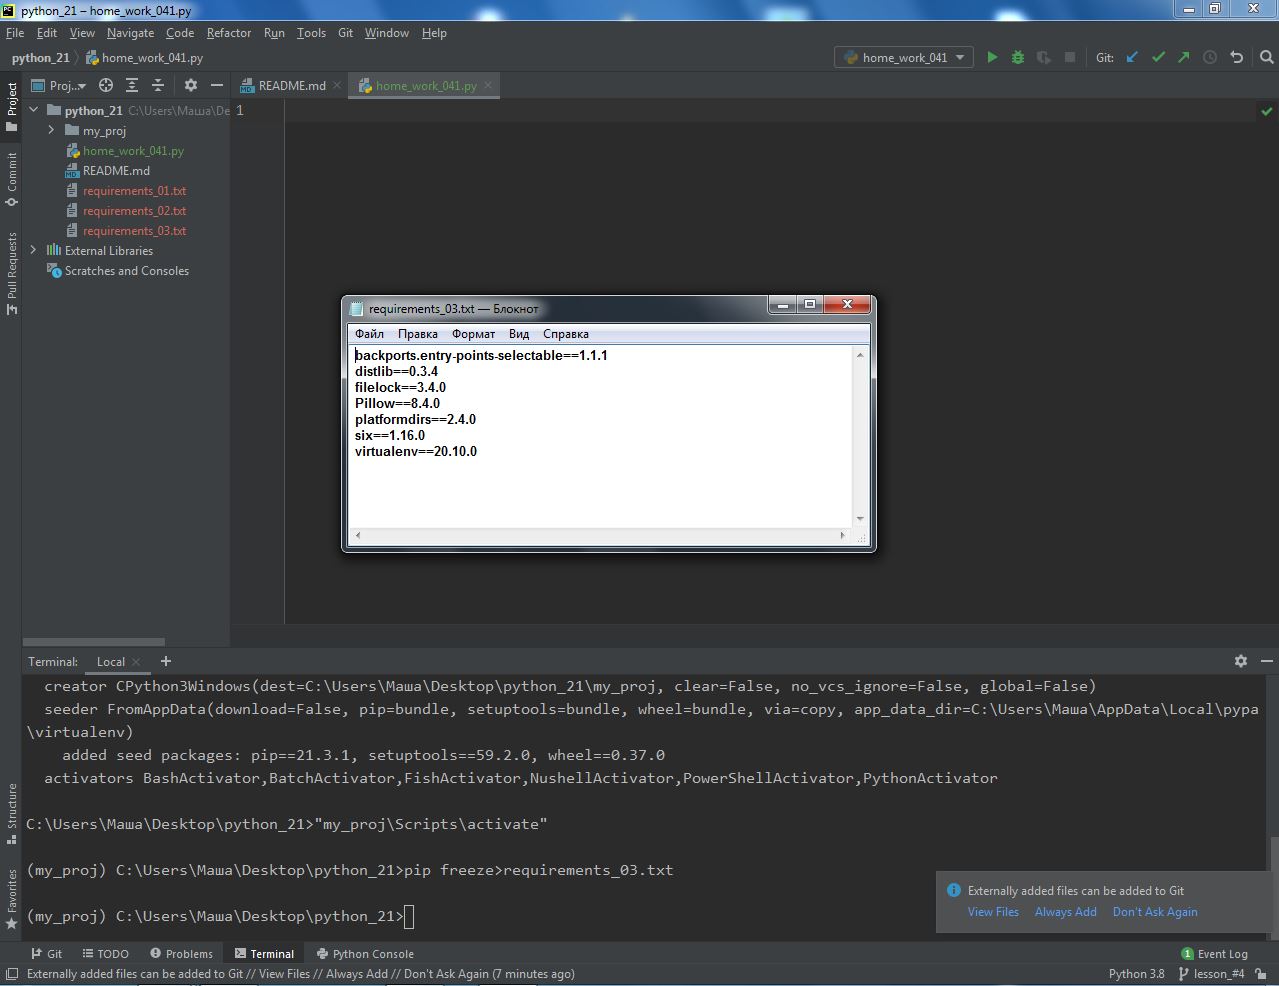 python_21 – home_work_041.py
File Edit View Navigate Code Refactor Run Tools Git Window Help
python_21 home_work_041.py
home_work_041
Git:
Proj...
README.md
home_work_041.py
Project
Commit
Pull Requests
python_21 C:\Users\Маша\De
my_proj
home_work_041.py
README.md
requirements_01.txt
requirements_02.txt
requirements_03.txt
External Libraries
Scratches and Consoles
1
requirements_03.txt — Блокнот
Файл Правка Формат Вид Справка
backports.entry-points-selectable==1.1.1
distlib==0.3.4
filelock==3.4.0
Pillow==8.4.0
platformdirs==2.4.0
six==1.16.0
virtualenv==20.10.0
Terminal: Local
creator CPython3Windows(dest=C:\Users\Маша\Desktop\python_21\my_proj, clear=False, no_vcs_ignore=False, global=False)
seeder FromAppData(download=False, pip=bundle, setuptools=bundle, wheel=bundle, via=copy, app_data_dir=C:\Users\Маша\AppData\Local\pypa
\virtualenv)
added seed packages: pip==21.3.1, setuptools==59.2.0, wheel==0.37.0
activators BashActivator,BatchActivator,FishActivator,NushellActivator,PowerShellActivator,PythonActivator
C:\Users\Маша\Desktop\python_21>"my_proj\Scripts\activate"
(my_proj) C:\Users\Маша\Desktop\python_21>pip freeze>requirements_03.txt
(my_proj) C:\Users\Маша\Desktop\python_21>
Structure
Favorites
Externally added files can be added to Git
View Files Always Add Don't Ask Again
Git TODO Problems Terminal Python Console
1 Event Log
Externally added files can be added to Git // View Files // Always Add // Don't Ask Again (7 minutes ago)
Python 3.8 lesson_#4